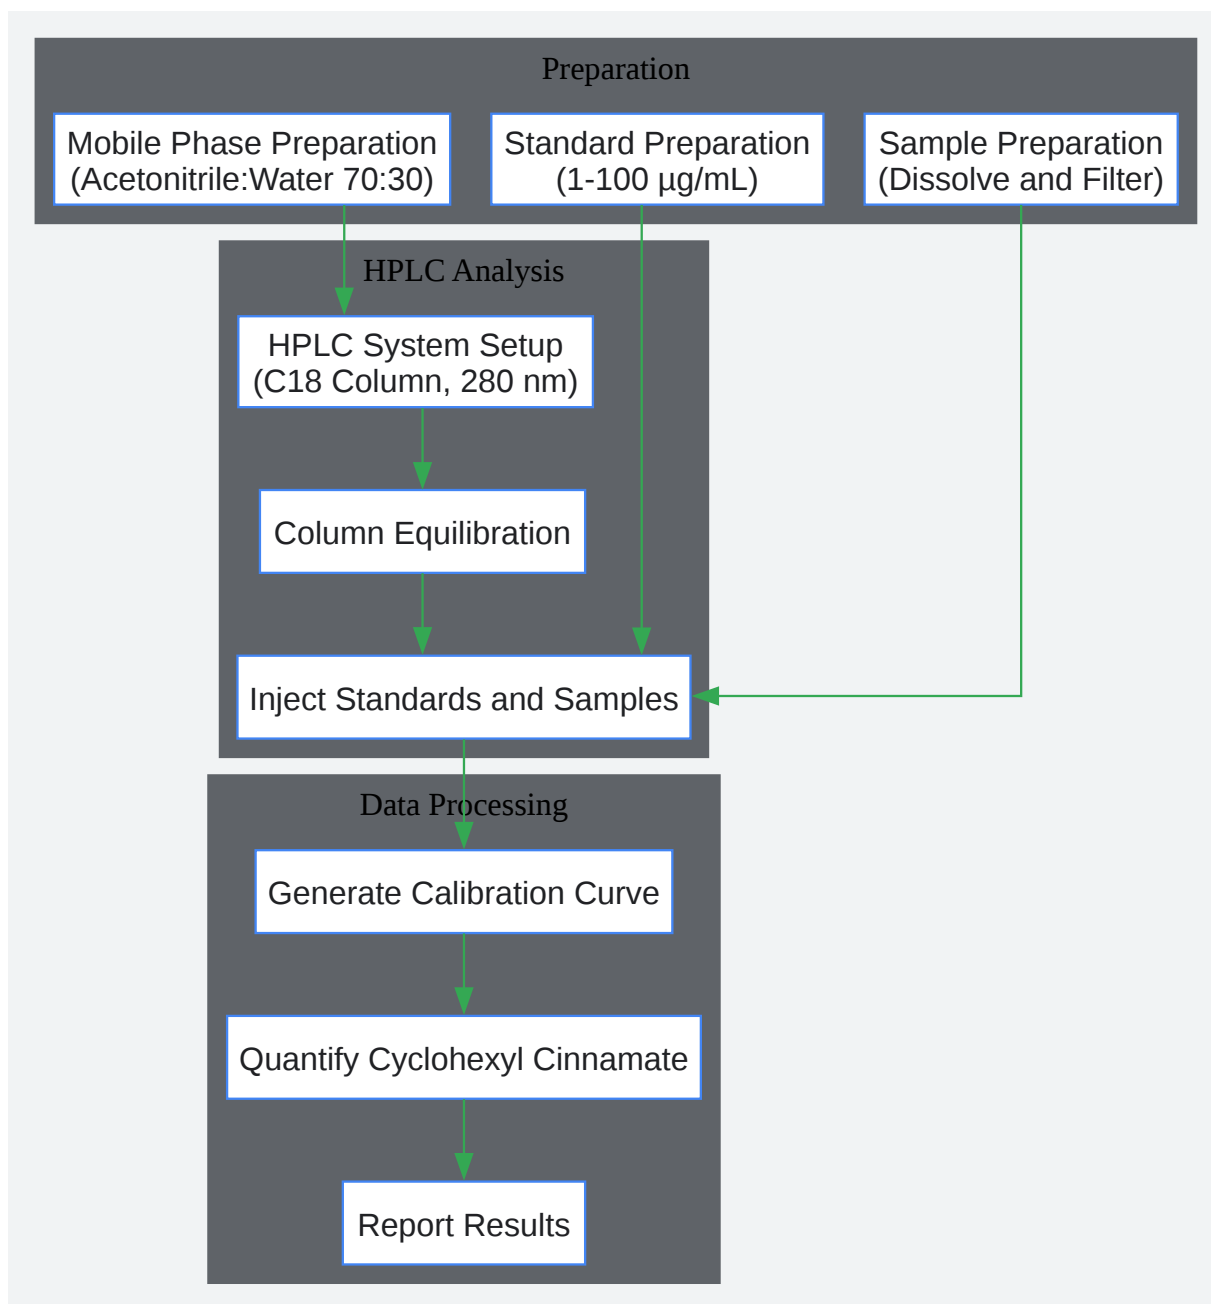 Preparation
Mobile Phase Preparation
(Acetonitrile:Water 70:30)
Standard Preparation
(1-100 µg/mL)
Sample Preparation
(Dissolve and Filter)
HPLC Analysis
HPLC System Setup
(C18 Column, 280 nm)
Column Equilibration
Inject Standards and Samples
Data Processing
Generate Calibration Curve
Quantify Cyclohexyl Cinnamate
Report Results